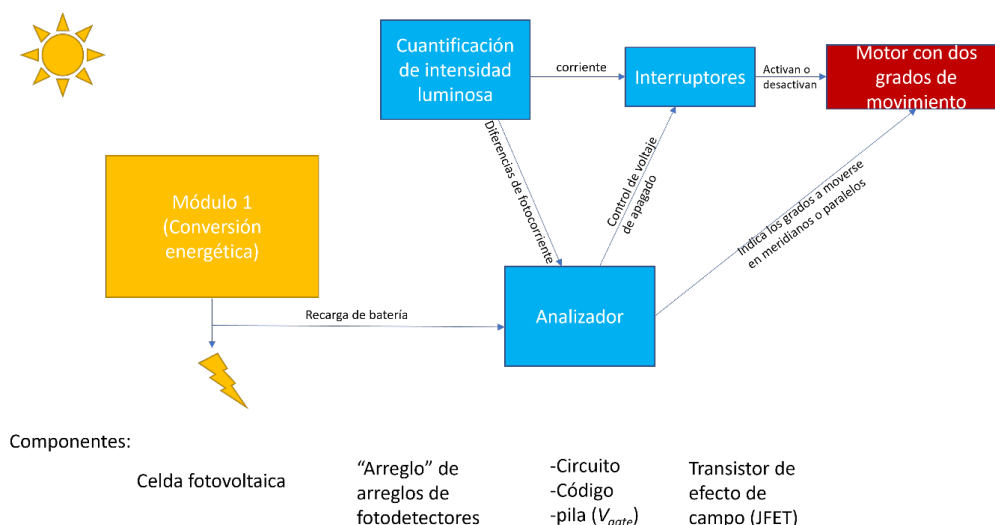 Cuantificación
de intensidad
luminosa
corriente
Interruptores
Activan o
desactivan
Motor con dos
grados de
movimiento
Diferencias de fotocorriente
Control de voltaje
de apagado
Indica los grados a moverse
en meridianos o paralelos
Módulo 1
(Conversión
energética)
Recarga de batería
Analizador
Componentes:
Celda fotovoltaica
“Arreglo” de
arreglos de
fotodetectores
-Circuito
-Código
-pila (Vgate)
Transistor de
efecto de
campo (JFET)